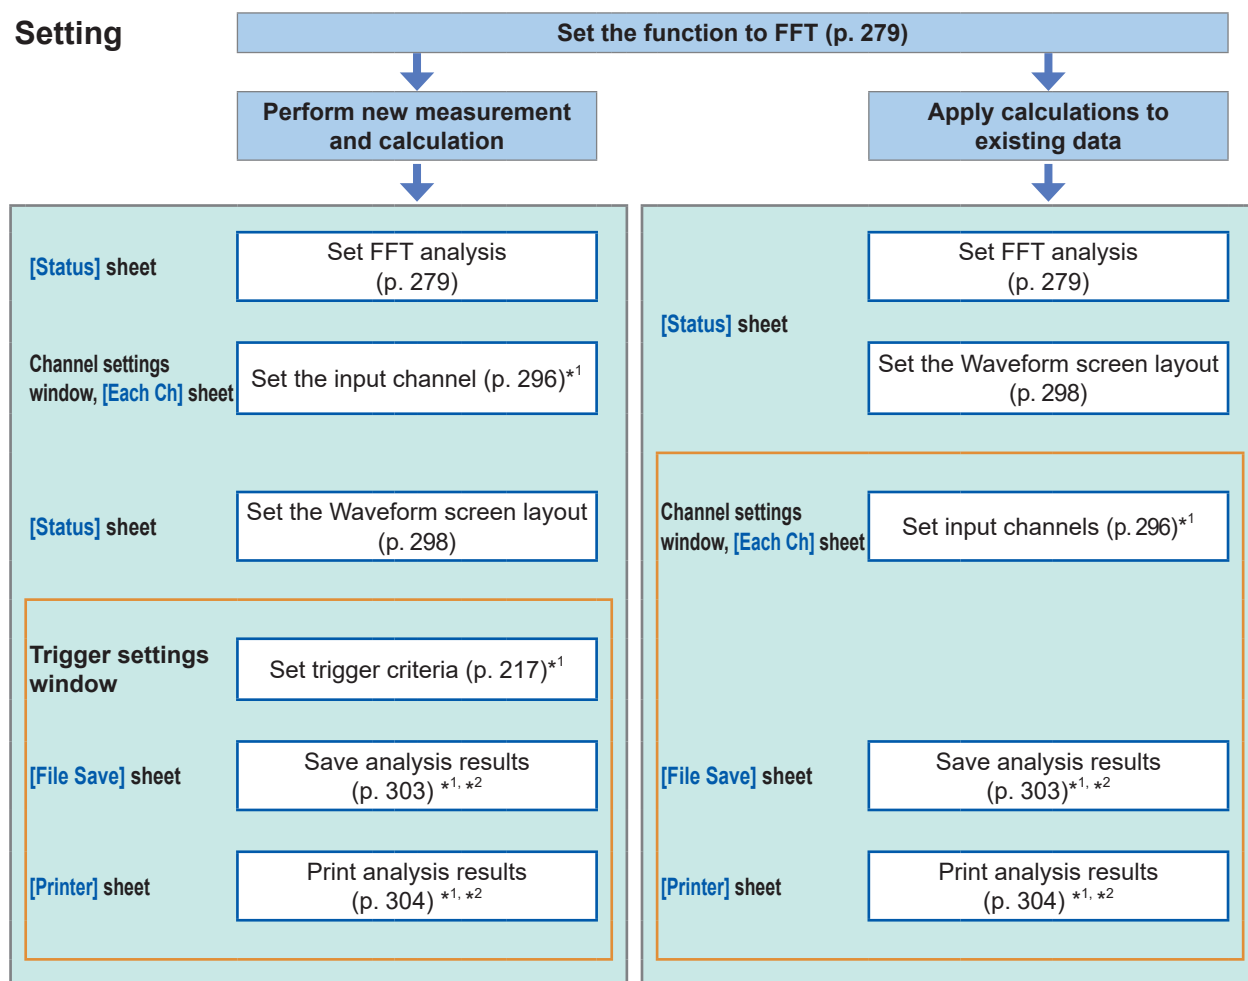 Setting
Set the function to FFT (p. 279)
Perform new measurement
and calculation
Apply calculations to
existing data
[Status] sheet
Set FFT analysis
(p. 279)
Channel settings
window, [Each Ch] sheet
Set the input channel (p. 296)*1
[Status] sheet
Set the Waveform screen layout
(p. 298)
Trigger settings
window
Set trigger criteria (p. 217)*1
[File Save] sheet
Save analysis results
(p. 303) *1, *2
[Printer] sheet
Print analysis results
(p. 304) *1, *2
[Status] sheet
Set FFT analysis
(p. 279)
Set the Waveform screen layout
(p. 298)
Channel settings
window, [Each Ch] sheet
Set input channels (p. 296)*1
[File Save] sheet
Save analysis results
(p. 303)*1, *2
[Printer] sheet
Print analysis results
(p. 304) *1, *2